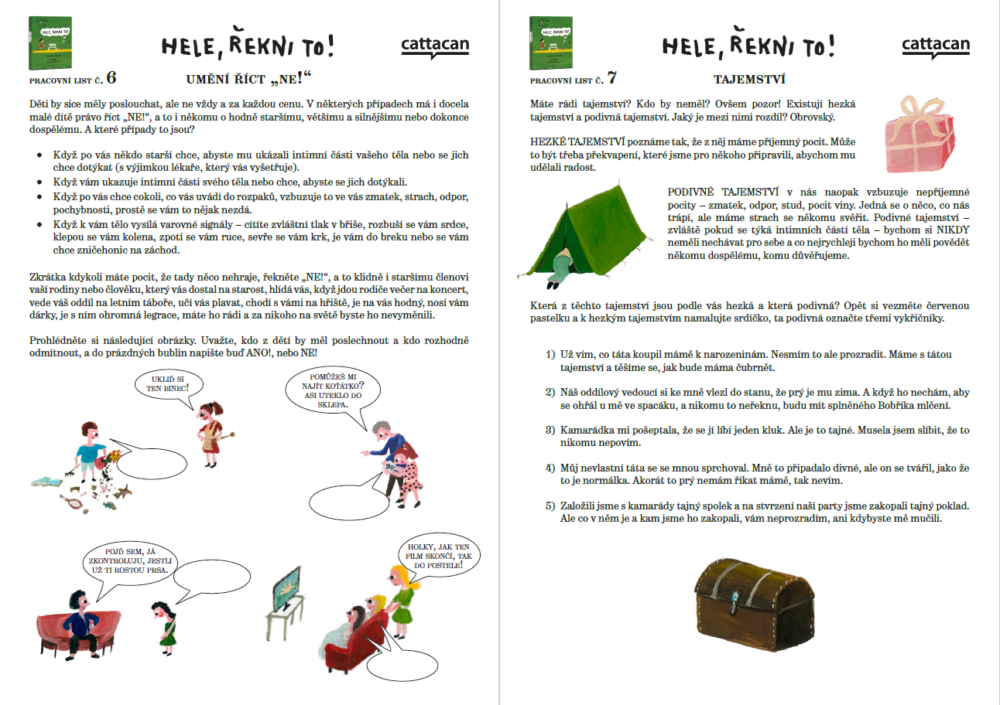 HELE, ŘEKNI TO!
HELE, ŘEKNI TO!
cattacan
PRACOVNÍ LIST Č. 6
UMĚNÍ ŘÍCT „NE!“
Děti by sice měly poslouchat, ale ne vždy a za každou cenu. V některých případech má i docela
malé dítě právo říct „NE!“, a to i někomu o hodně staršímu, většímu a silnějšímu nebo dokonce
dospělému. A které případy to jsou?
● Když po vás někdo starší chce, abyste mu ukázali intimní části vašeho těla nebo se jich
chce dotýkat (s výjimkou lékaře, který vás vyšetřuje).
● Když vám ukazuje intimní části svého těla nebo chce, abyste se jich dotýkali.
● Když po vás chce cokoli, co vás uvádí do rozpaků, vzbuzuje to ve vás zmatek, strach, odpor,
pochybnosti, prostě se vám to nějak nezdá.
● Když k vám tělo vysílá varovné signály – cítíte zvláštní tlak v břiše, rozbuší se vám srdce,
klepou se vám kolena, zpotí se vám ruce, sevře se vám krk, je vám do breku nebo se vám
chce zničehonic na záchod.
Zkrátka kdykoli máte pocit, že tady něco nehraje, řekněte „NE!“, a to klidně i staršímu členovi
vaší rodiny nebo člověku, který vás dostal na starost, hlídá vás, když jdou rodiče večer na koncert,
vede váš oddíl na letním táboře, učí vás plavat, chodí s vámi na hřiště, je na vás hodný, nosí vám
dárky, je s ním ohromná legrace, máte ho rádi a za nikoho na světě byste ho nevyměnili.
Prohlédněte si následující obrázky. Uvažte, kdo z dětí by měl poslechnout a kdo rozhodně
odmítnout, a do prázdných bublin napište buď ANO!, nebo NE!
UKLIĎ SI
TEN BINEC!
POMŮŽEŠ MI
NAJÍT KOŤÁTKO?
ASI UTEKLO DO
SKLEPA.
POJĎ SEM, JÁ
ZKONTROLUJU, JESTLI
UŽ TI ROSTOU PRSA.
HOLKY, JAK TEN
FILM SKONČÍ, TAK
DO POSTELE!
HELE, ŘEKNI TO!
HELE, ŘEKNI TO!
cattacan
PRACOVNÍ LIST Č. 7
TAJEMSTVÍ
Máte rádi tajemství? Kdo by neměl? Ovšem pozor! Existují hezká
tajemství a podivná tajemství. Jaký je mezi nimi rozdíl? Obrovský.
HEZKÉ TAJEMSTVÍ poznáme tak, že z něj máme příjemný pocit. Může
to být třeba překvapení, které jsme pro někoho připravili, abychom mu
udělali radost.
PODIVNÉ TAJEMSTVÍ v nás naopak vzbuzuje nepříjemné
pocity – zmatek, odpor, stud, pocit viny. Jedná se o něco, co nás
trápí, ale máme strach se někomu svěřit. Podivné tajemství –
zvláště pokud se týká intimních částí těla – bychom si NIKDY
neměli nechávat pro sebe a co nejrychleji bychom ho měli povědět
někomu dospělému, komu důvěřujeme.
Která z těchto tajemství jsou podle vás hezká a která podivná? Opět si vezměte červenou
pastelku a k hezkým tajemstvím namalujte srdíčko, ta podivná označte třemi vykřičníky.
1) Už vím, co táta koupil mámě k narozeninám. Nesmím to ale prozradit. Máme s tátou
tajemství a těšíme se, jak bude máma čubrnět.
2) Náš oddílový vedoucí si ke mně vlezl do stanu, že prý je mu zima. A když ho nechám, aby
se ohřál u mě ve spacáku, a nikomu to neřeknu, budu mít splněného Bobříka mlčení.
3) Kamarádka mi pošeptala, že se jí líbí jeden kluk. Ale je to tajné. Musela jsem slíbit, že to
nikomu nepovím.
4) Můj nevlastní táta se se mnou sprchoval. Mně to připadalo divné, ale on se tvářil, jako že
to je normálka. Akorát to prý nemám říkat mámě, tak nevím.
5) Založili jsme s kamarády tajný spolek a na stvrzení naší party jsme zakopali tajný poklad.
Ale co v něm je a kam jsme ho zakopali, vám neprozradím, ani kdybyste mě mučili.